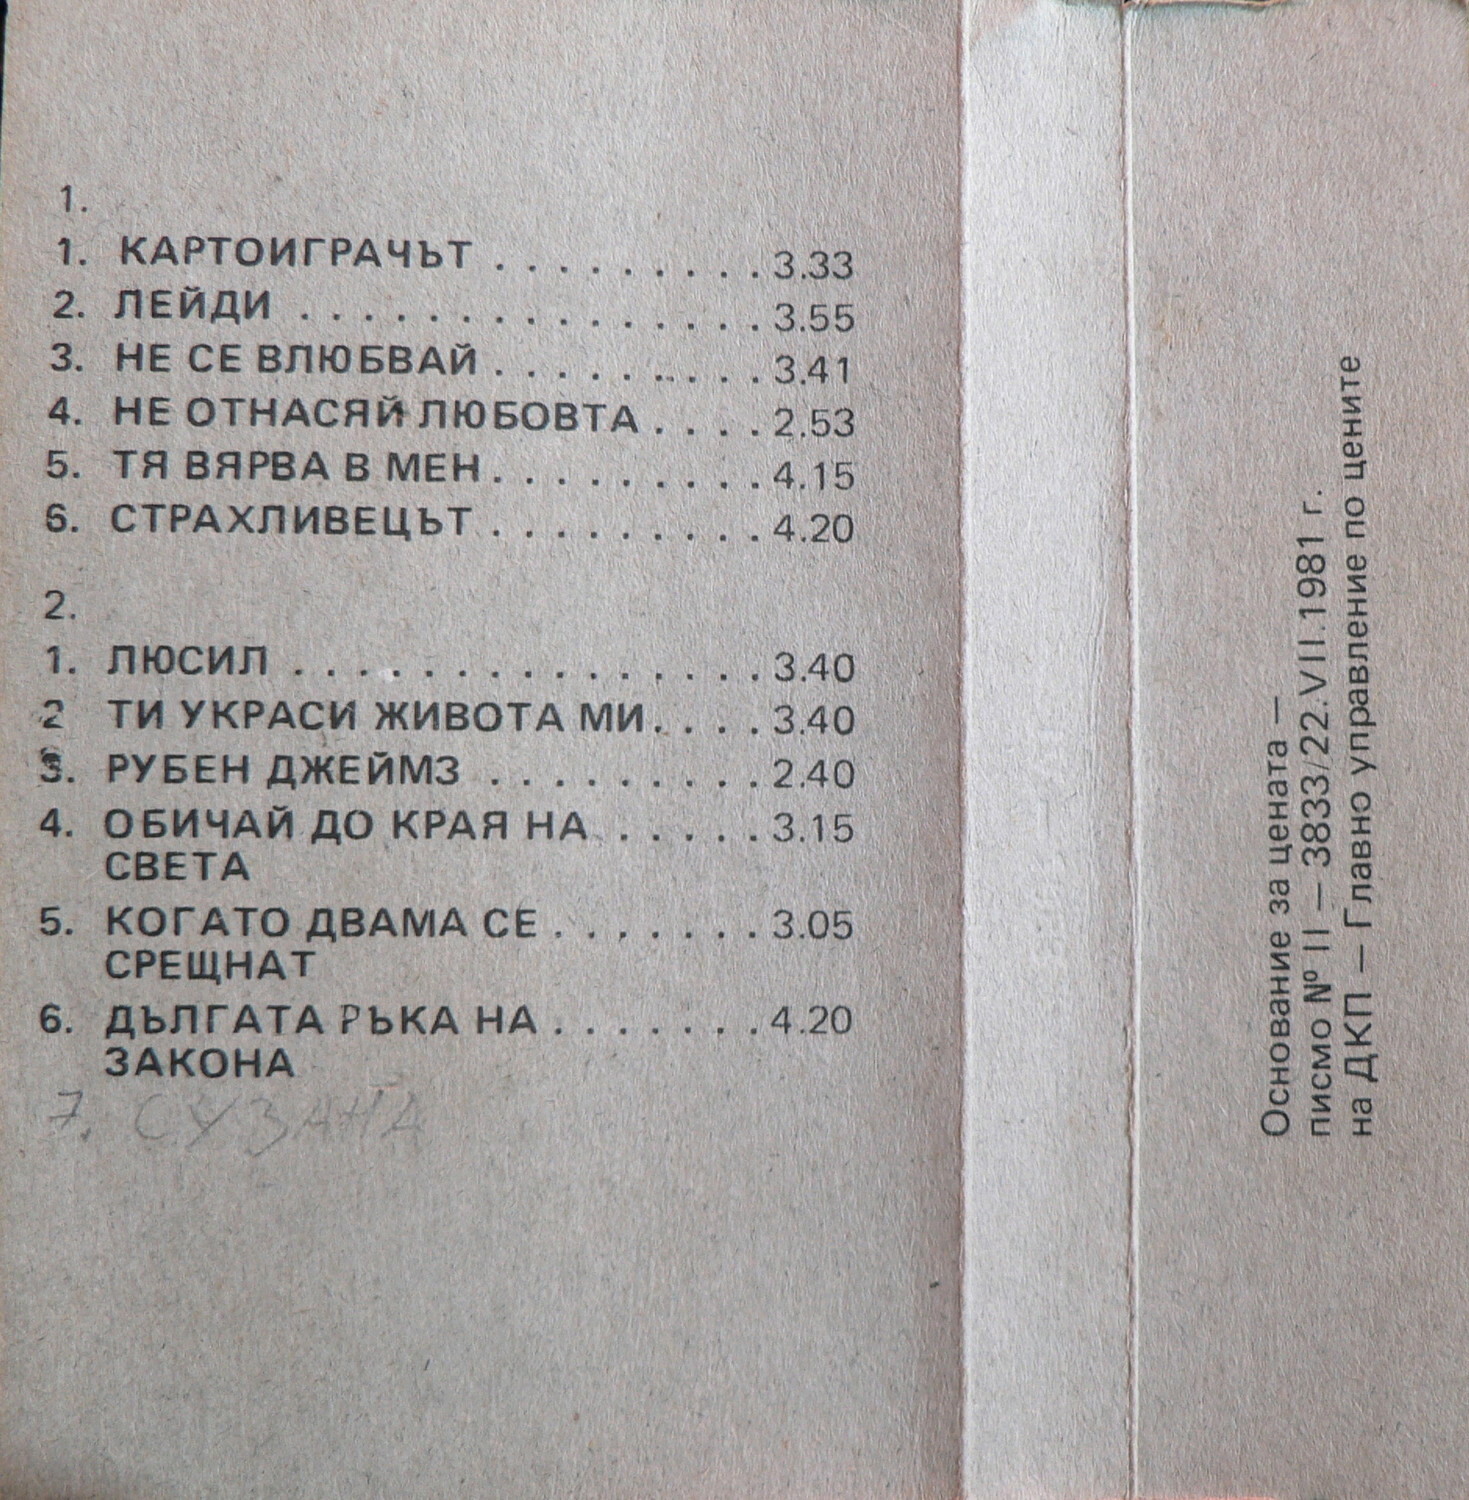 1.
1. КАРТОИГРАЧЪТ . . . . . . . . . 3.33
2. ЛЕЙДИ . . . . . . . . . . . . . . . 3.55
3. НЕ СЕ ВЛЮБВАЙ . . . . . . . . . 3.41
4. НЕ ОТНАСЯЙ ЛЮБОВТА . . . . 2.53
5. ТЯ ВЯРВА В МЕН . . . . . . . . . 4.15
6. СТРАХЛИВЕЦЪТ . . . . . . . . . 4.20
2.
1. ЛЮСИЛ . . . . . . . . . . . . . . . 3.40
2 ТИ УКРАСИ ЖИВОТА МИ . . . . 3.40
3. РУБЕН ДЖЕЙМЗ . . . . . . . . . 2.40
4. ОБИЧАЙ ДО КРАЯ НА . . . . . . 3.15
СВЕТА
5. КОГАТО ДВАМА СЕ . . . . . . . 3.05
СРЕЩНАТ
6. ДЪЛГАТА РЪКА НА . . . . . . . 4.20
ЗАКОНА
7. СУЗАНА
Основание за цената —
писмо № II — 3833/22.VII.1981 г.
на ДКП — Главно управление по цените